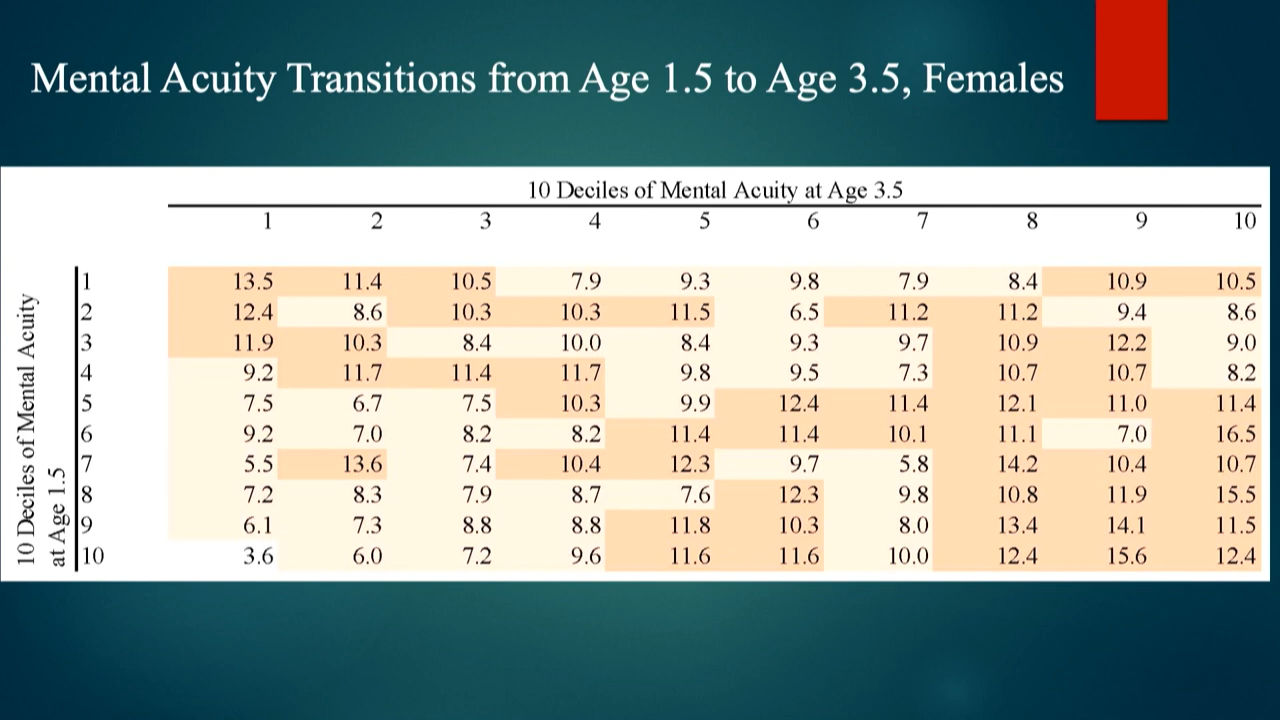 Mental Acuity Transitions from Age 1.5 to Age 3.5, Females
10 Deciles of Mental Acuity at Age 3.5
1 2 3 4 5 6 7 8 9 10
10 Deciles of Mental Acuity
at Age 1.5
1 13.5 11.4 10.5 7.9 9.3 9.8 7.9 8.4 10.9 10.5
2 12.4 8.6 10.3 10.3 11.5 6.5 11.2 11.2 9.4 8.6
3 11.9 10.3 8.4 10.0 8.4 9.3 9.7 10.9 12.2 9.0
4 9.2 11.7 11.4 11.7 9.8 9.5 7.3 10.7 10.7 8.2
5 7.5 6.7 7.5 10.3 9.9 12.4 11.4 12.1 11.0 11.4
6 9.2 7.0 8.2 8.2 11.4 11.4 10.1 11.1 7.0 16.5
7 5.5 13.6 7.4 10.4 12.3 9.7 5.8 14.2 10.4 10.7
8 7.2 8.3 7.9 8.7 7.6 12.3 9.8 10.8 11.9 15.5
9 6.1 7.3 8.8 8.8 11.8 10.3 8.0 13.4 14.1 11.5
10 3.6 6.0 7.2 9.6 11.6 11.6 10.0 12.4 15.6 12.4